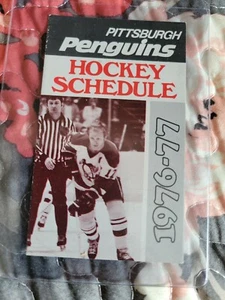 PITTSBURGH
Penguins
HOCKEY
SCHEDULE
1976-77